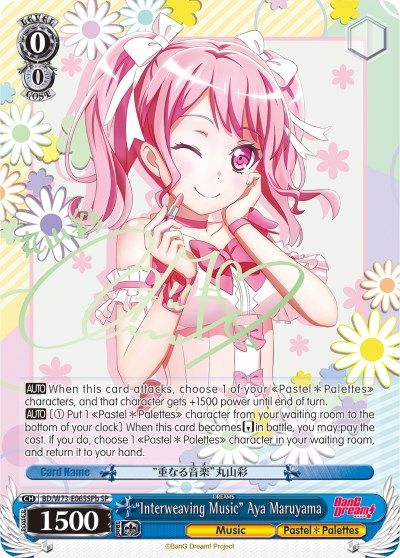 LEVEL
0
0
COST
[AUTO] When this card attacks, choose 1 of your «Pastel✽Palettes»
characters, and that character gets +1500 power until end of turn.
[AUTO] [① Put 1 «Pastel✽Palettes» character from your waiting room to the
bottom of your clock] When this card becomes [▼] in battle, you may pay the
cost. If you do, choose 1 «Pastel✽Palettes» character in your waiting room,
and return it to your hand.
Card Name
"重なる音楽"丸山彩
CH BD/W73-E065SPb SP
DREAMS
"Interweaving Music" Aya Maruyama
BanG Dream!
POWER
1500
Music
Pastel✽Palettes
©BanG Dream! Project